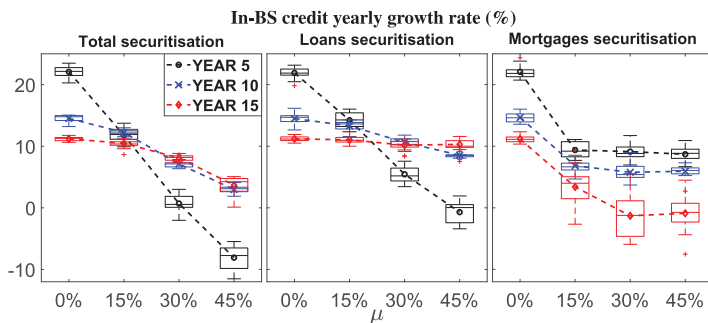 In-BS credit yearly growth rate (%)
Total securitisation
Loans securitisation
Mortgages securitisation
YEAR 5
YEAR 10
YEAR 15
20
10
0
-10
0% 15% 30% 45%
0% 15% 30% 45%
0% 15% 30% 45%
μ